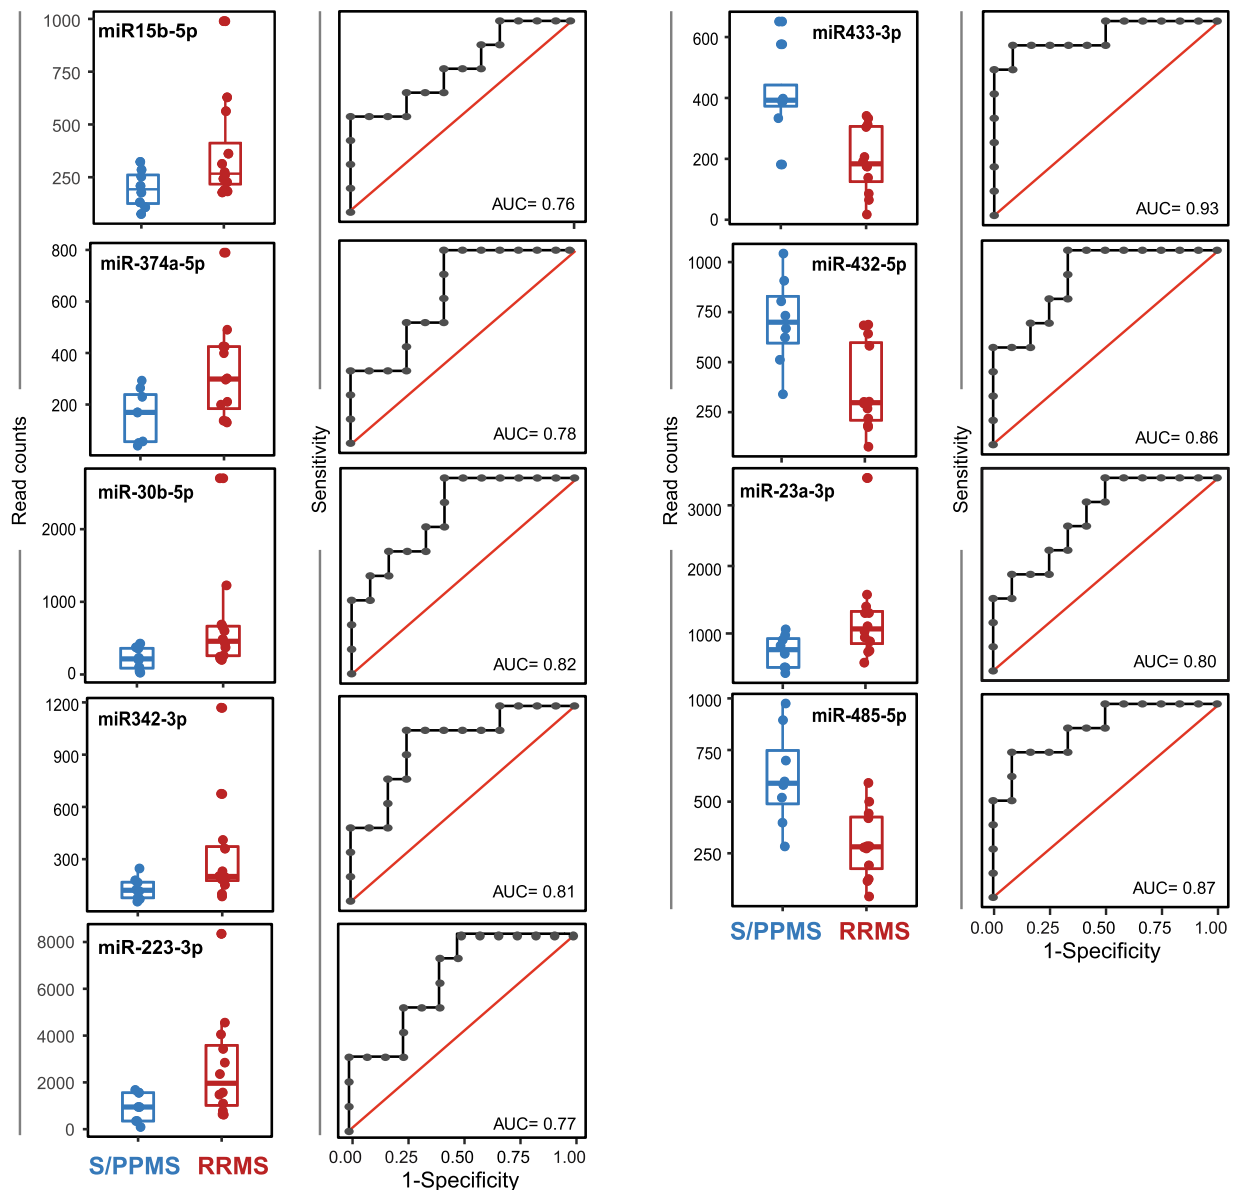 miR15b-5p
1000
750
500
250
AUC= 0.76
miR-374a-5p
800
600
400
200
AUC= 0.78
miR-30b-5p
2000
1000
0
AUC= 0.82
miR342-3p
1200
900
600
300
AUC= 0.81
miR-223-3p
8000
6000
4000
2000
0
AUC= 0.77
Read counts
Sensitivity
S/PPMS RRMS
0.00 0.25 0.50 0.75 1.00
1-Specificity
miR433-3p
600
400
200
0
AUC= 0.93
miR-432-5p
1000
750
500
250
AUC= 0.86
miR-23a-3p
3000
2000
1000
AUC= 0.80
miR-485-5p
1000
750
500
250
AUC= 0.87
Read counts
Sensitivity
S/PPMS RRMS
0.00 0.25 0.50 0.75 1.00
1-Specificity